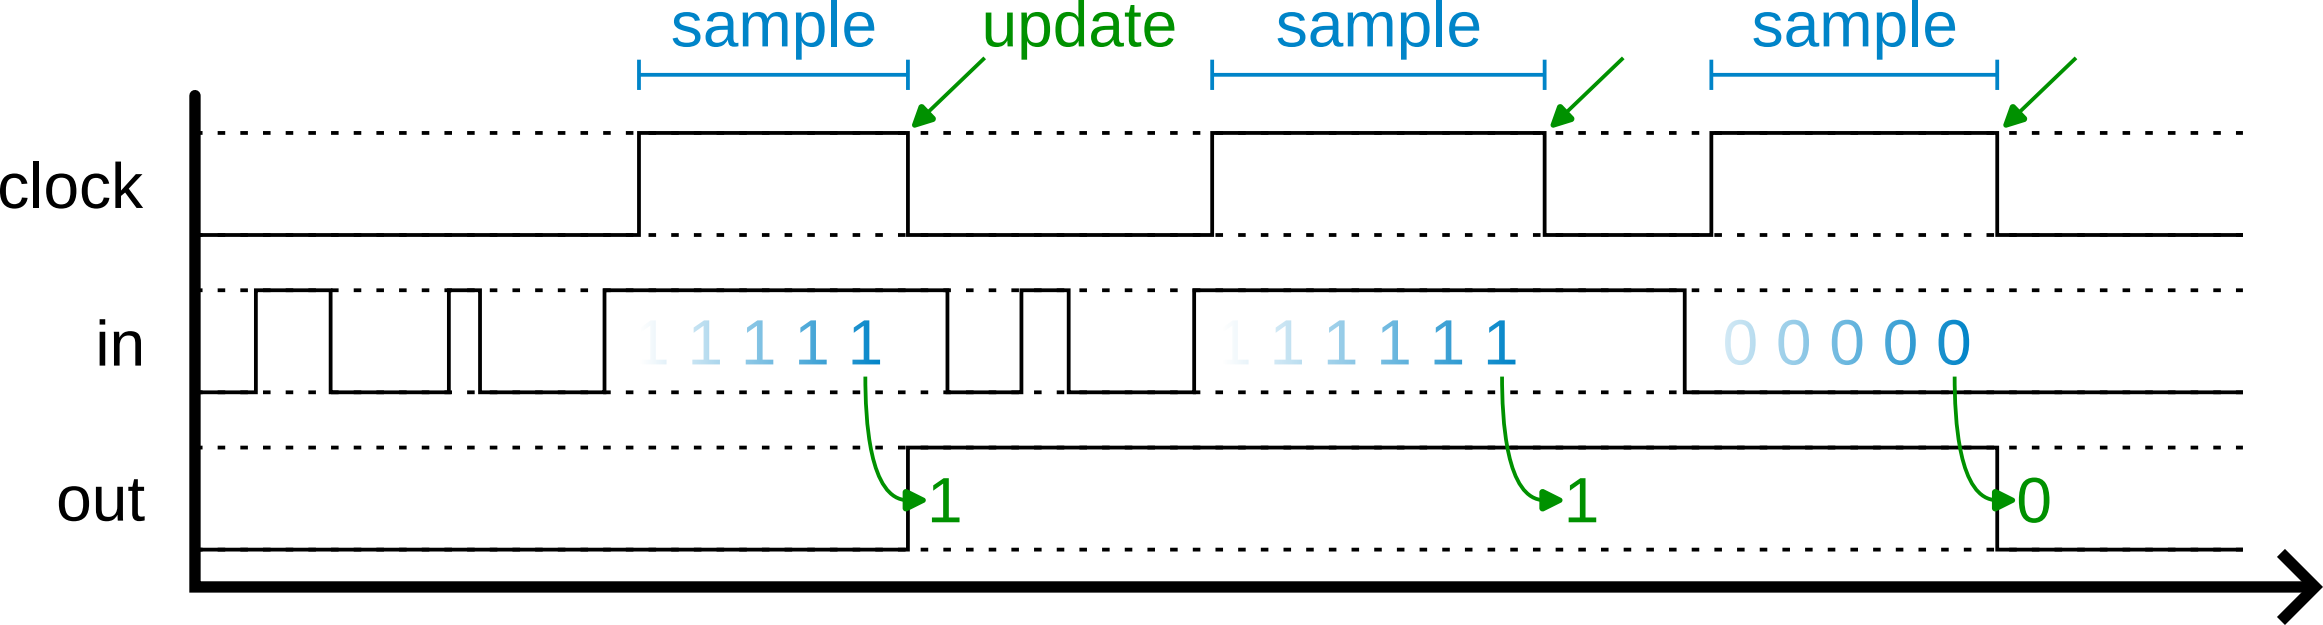 sample update sample sample
clock
in 1 1 1 1 1 1 1 1 1 1 1 0 0 0 0 0
out 1 1 0